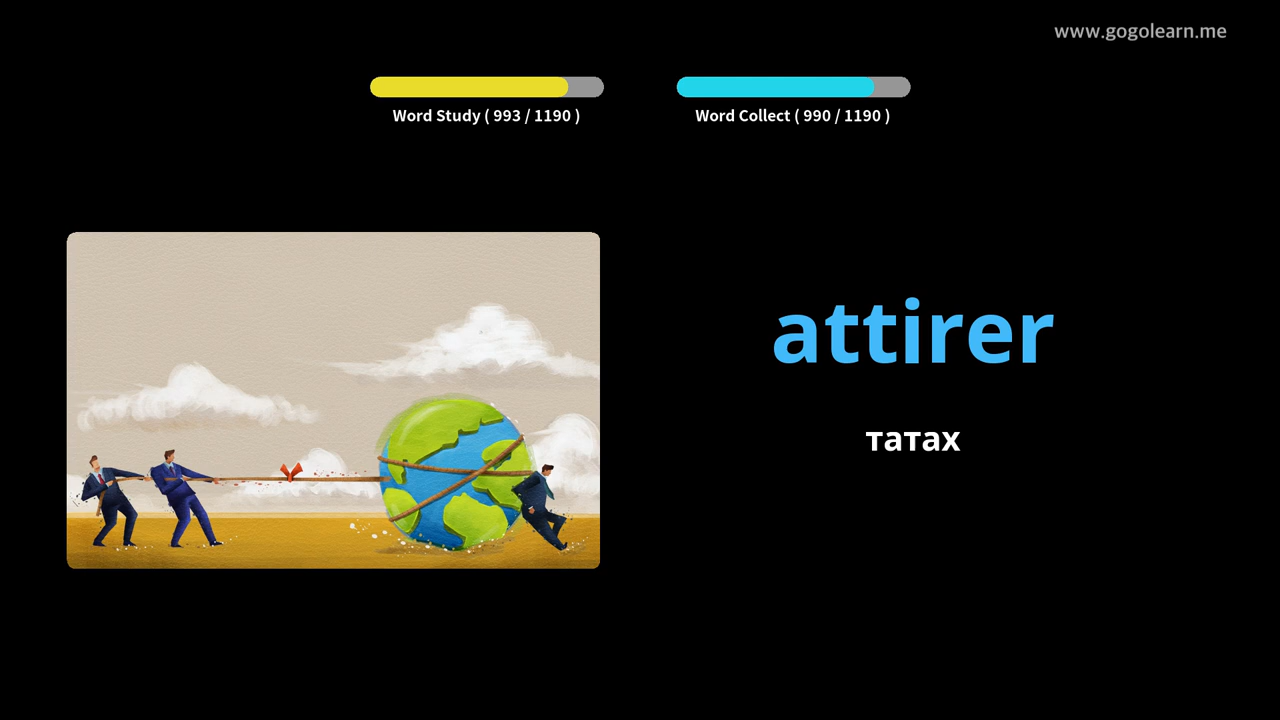 www.gogolearn.me
Word Study ( 993 / 1190 )
Word Collect ( 990 / 1190 )
attirer
татах